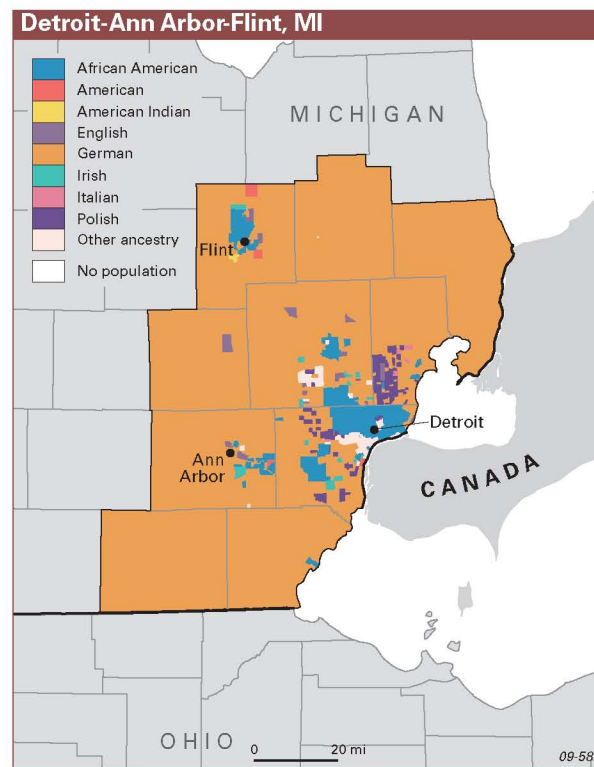 Detroit-Ann Arbor-Flint, MI
African American
American
American Indian
English
German
Irish
Italian
Polish
Other ancestry
No population
MICHIGAN
Flint
Detroit
Ann
Arbor
CANADA
OHIO
0 20 mi
09-58